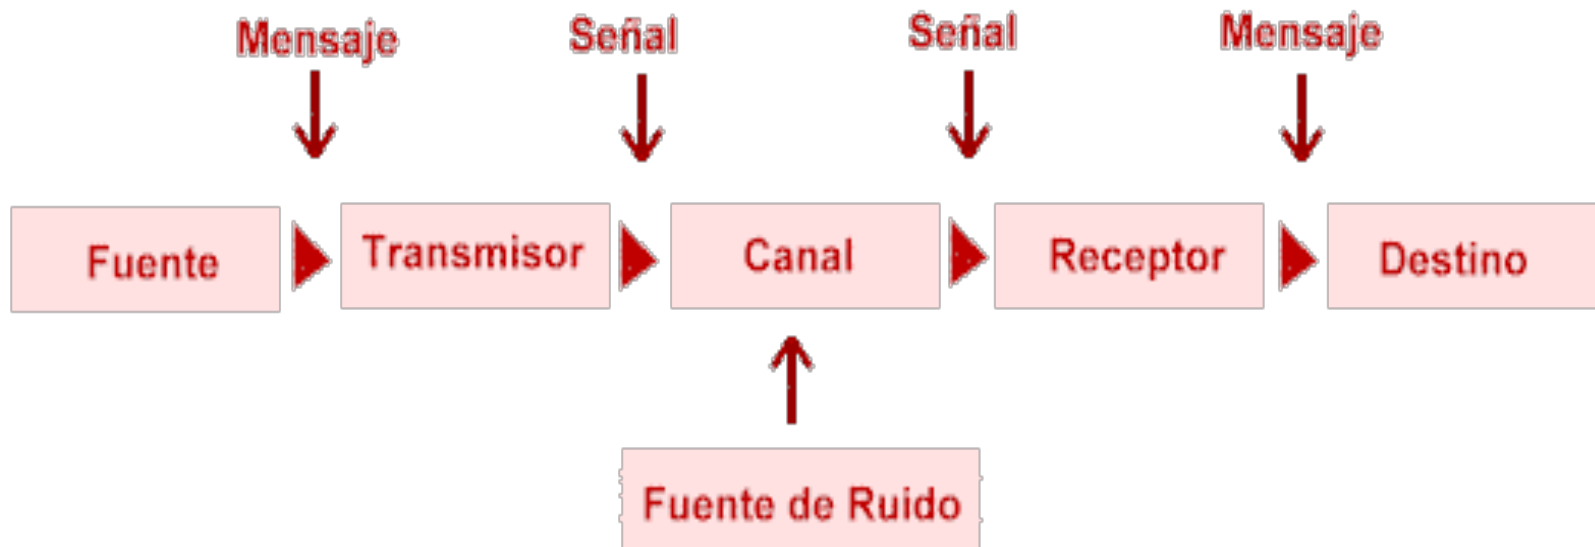 Mensaje Señal Señal Mensaje
Fuente Transmisor Canal Receptor Destino
Fuente de Ruido